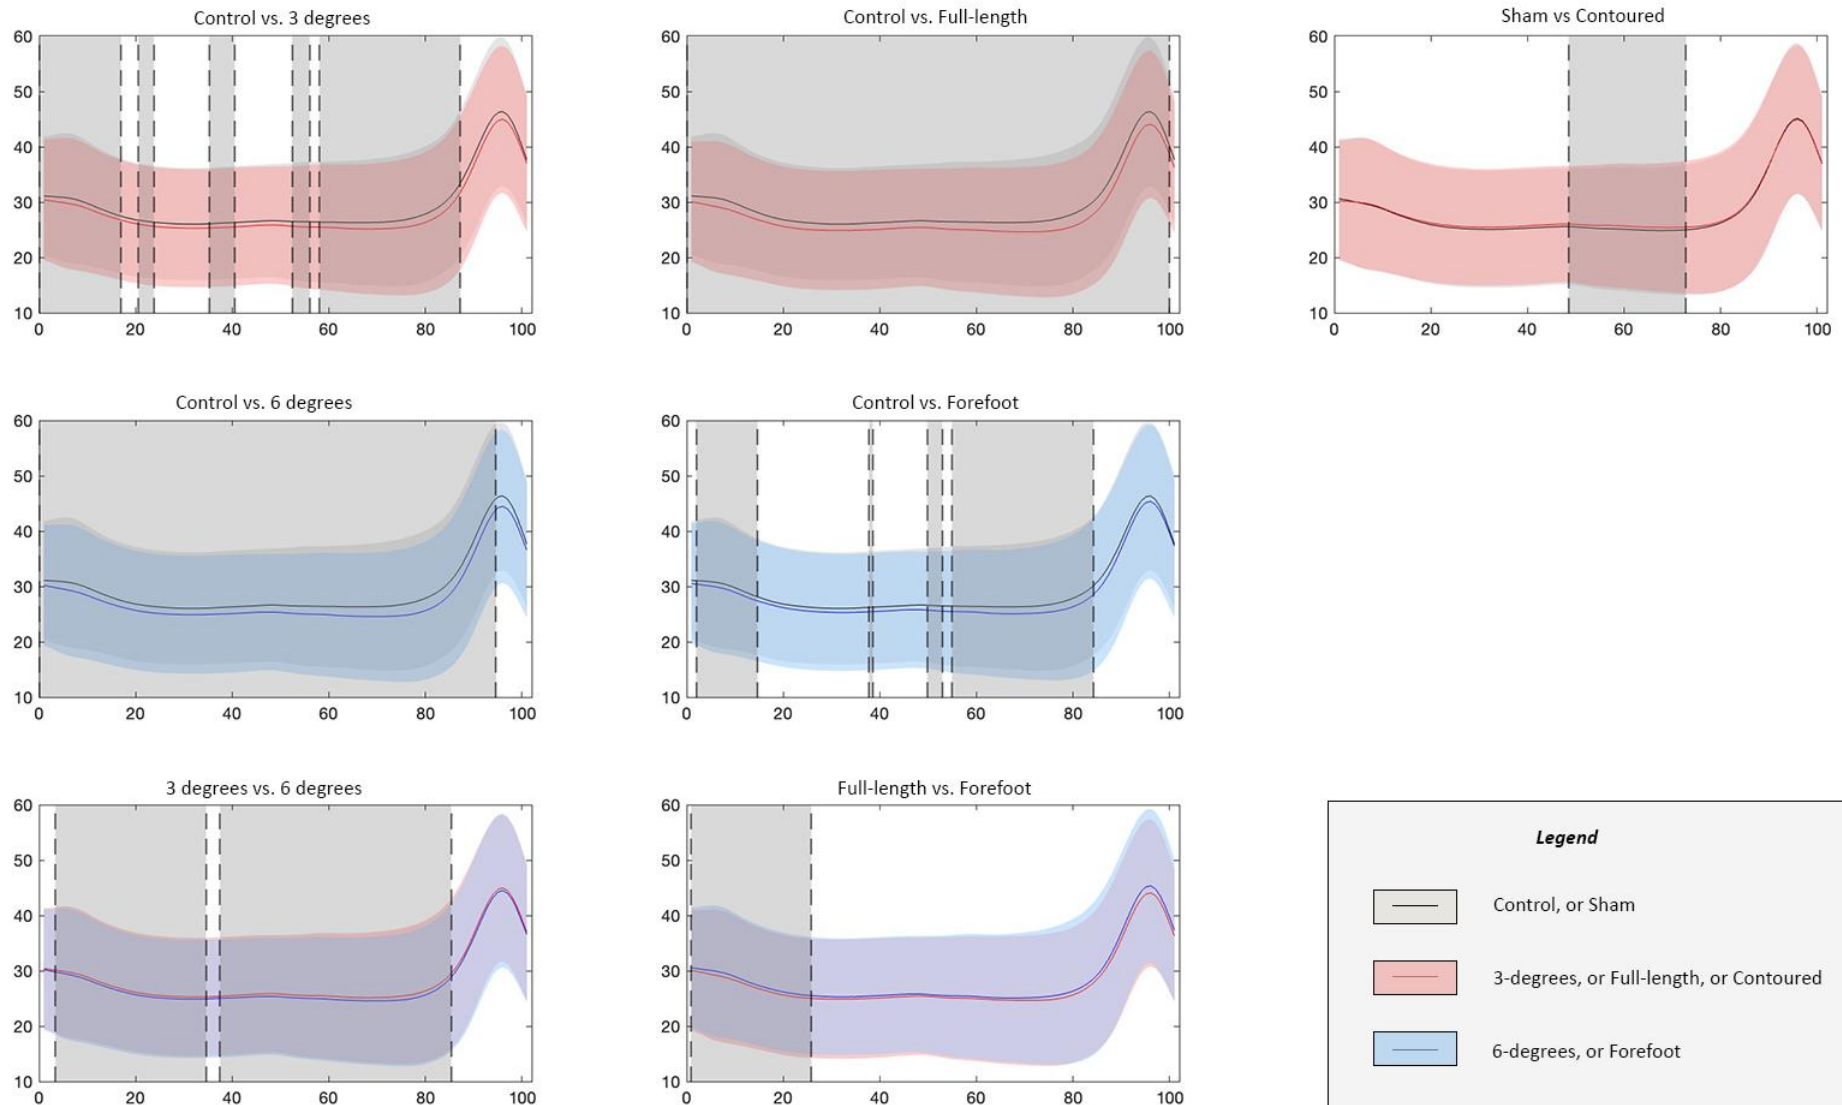 Control vs. 3 degrees
60
50
40
30
20
10
0 20 40 60 80 100
Control vs. Full-length
60
50
40
30
20
10
0 20 40 60 80 100
Sham vs Contoured
60
50
40
30
20
10
0 20 40 60 80 100
Control vs. 6 degrees
60
50
40
30
20
10
0 20 40 60 80 100
Control vs. Forefoot
60
50
40
30
20
10
0 20 40 60 80 100
3 degrees vs. 6 degrees
60
50
40
30
20
10
0 20 40 60 80 100
Full-length vs. Forefoot
60
50
40
30
20
10
0 20 40 60 80 100
Legend
Control, or Sham
3-degrees, or Full-length, or Contoured
6-degrees, or Forefoot